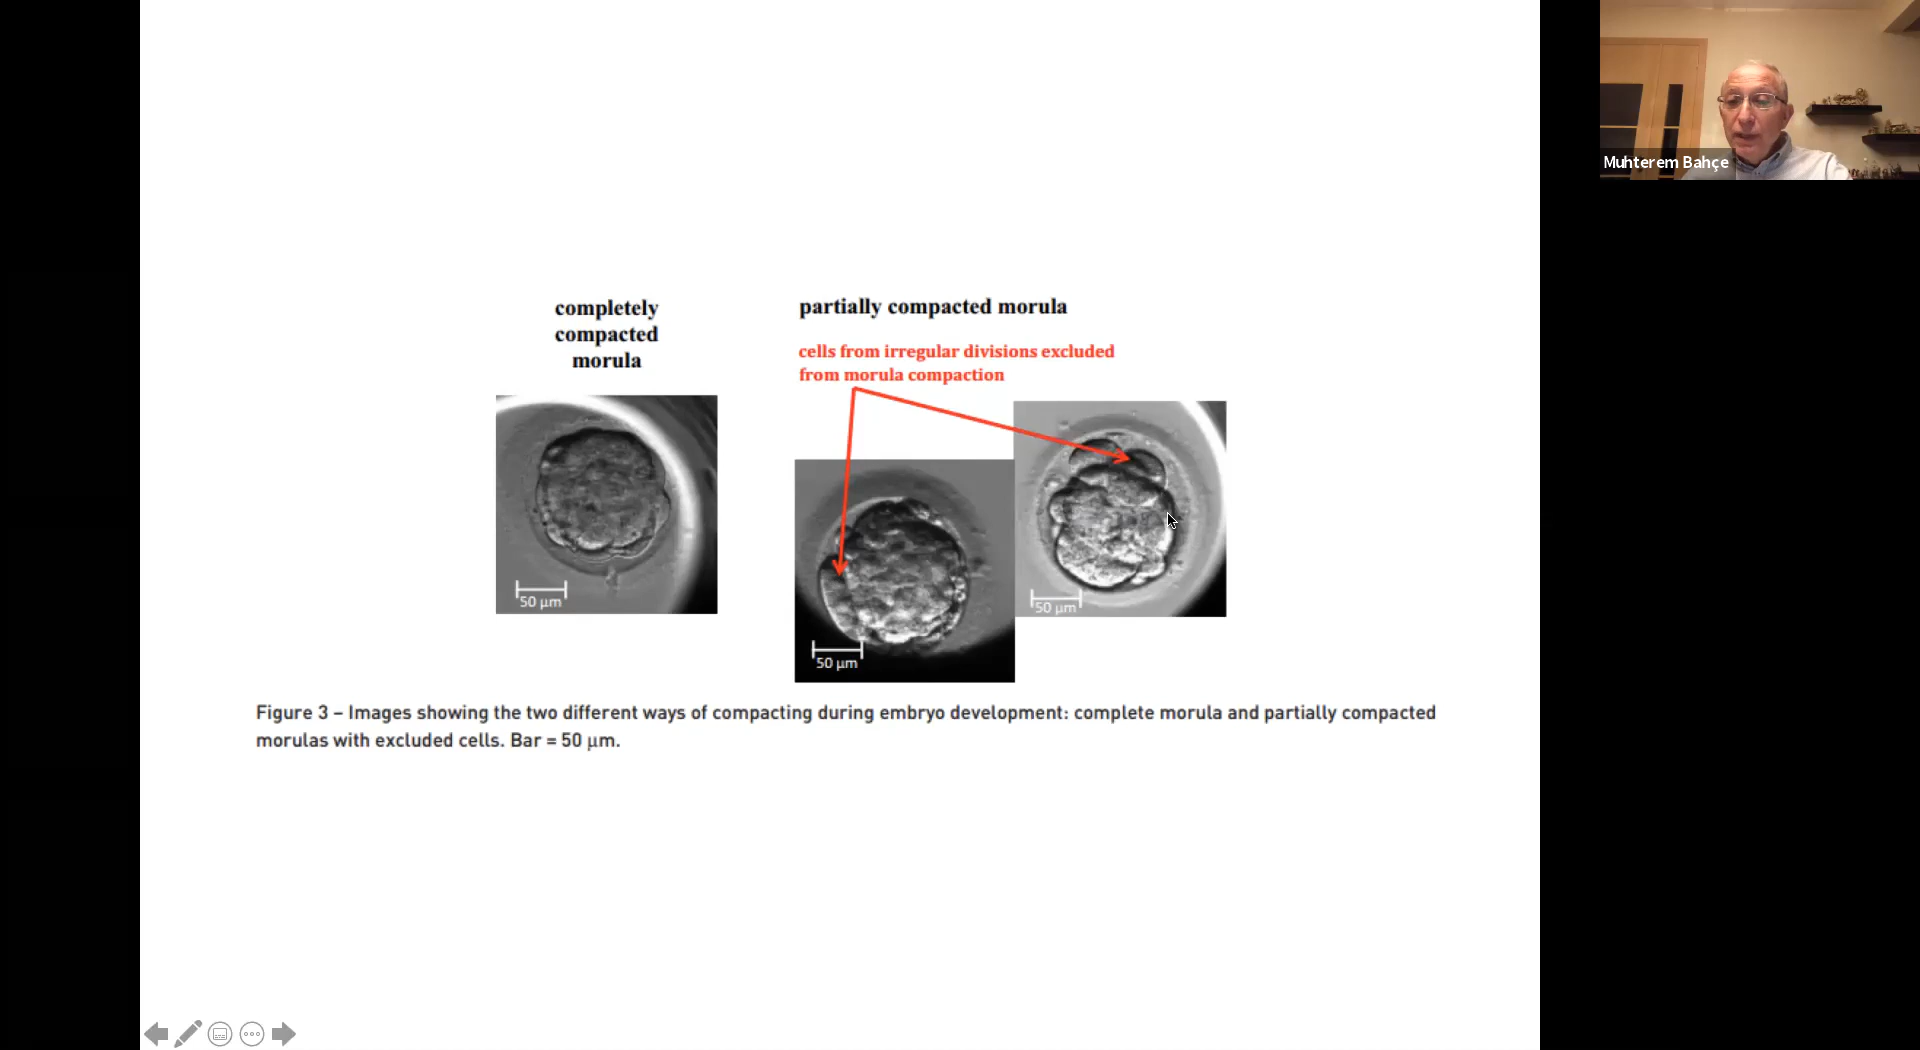 completely
compacted
morula
partially compacted morula
cells from irregular divisions excluded
from morula compaction
50 µm
50 µm
50 µm
Figure 3 – Images showing the two different ways of compacting during embryo development: complete morula and partially compacted
morulas with excluded cells. Bar = 50 µm.
Muhterem Bahçe